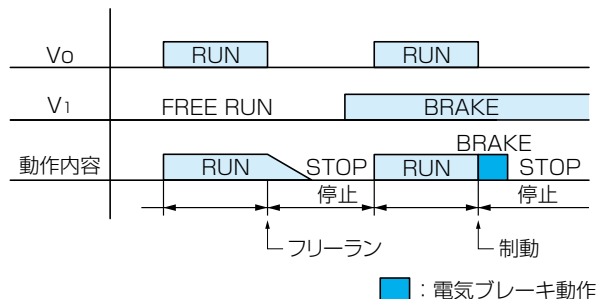 Vo RUN RUN
V1 FREE RUN BRAKE
BRAKE
動作内容 RUN STOP RUN STOP
停止 停止
フリーラン 制動
：電気ブレーキ動作